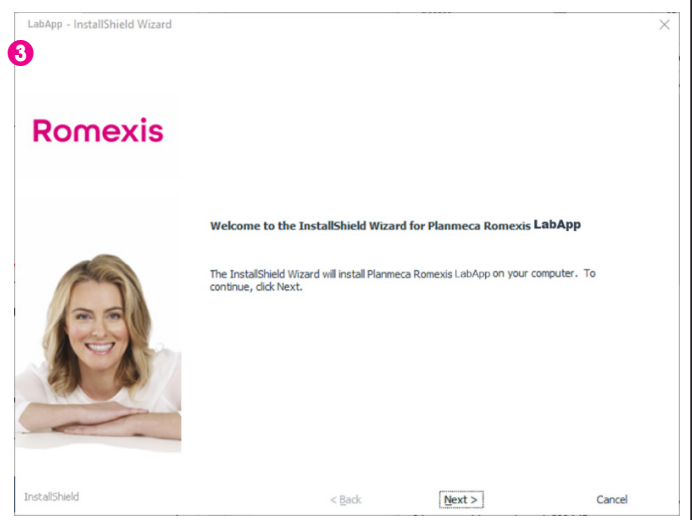 LabApp - InstallShield Wizard
3
Romexis
Welcome to the InstallShield Wizard for Planmeca Romexis LabApp
The InstallShield Wizard will install Planmeca Romexis LabApp on your computer. To
continue, click Next.
InstallShield
< Back
Next >
Cancel